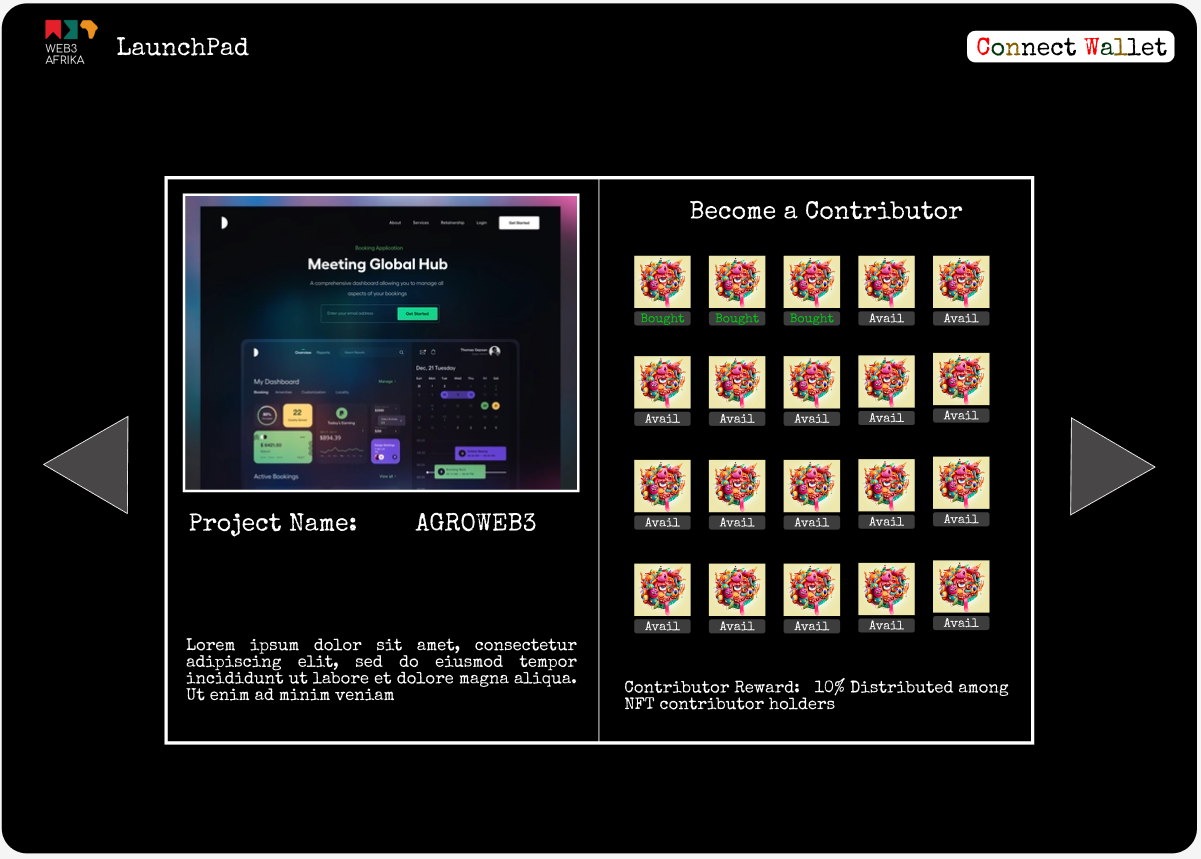 WEB3
AFRIKA
LaunchPad
Connect Wallet
About Services Relationship Login Get Started
Booking Application
Meeting Global Hub
A comprehensive dashboard allowing you to manage all
aspects of your bookings
Enter your email address Get Started
Overview Reports
My Dashboard
Manage
Dec, 21 Tuesday
22
Today's Earning
$894.39
Active Bookings
View all
Project Name: AGROWEB3
Lorem ipsum dolor sit amet, consectetur
adipiscing elit, sed do eiusmod tempor
incididunt ut labore et dolore magna aliqua.
Ut enim ad minim veniam
Become a Contributor
Bought Bought Bought Avail Avail
Avail Avail Avail Avail Avail
Avail Avail Avail Avail Avail
Avail Avail Avail Avail Avail
Contributor Reward: 10% Distributed among
NFT contributor holders